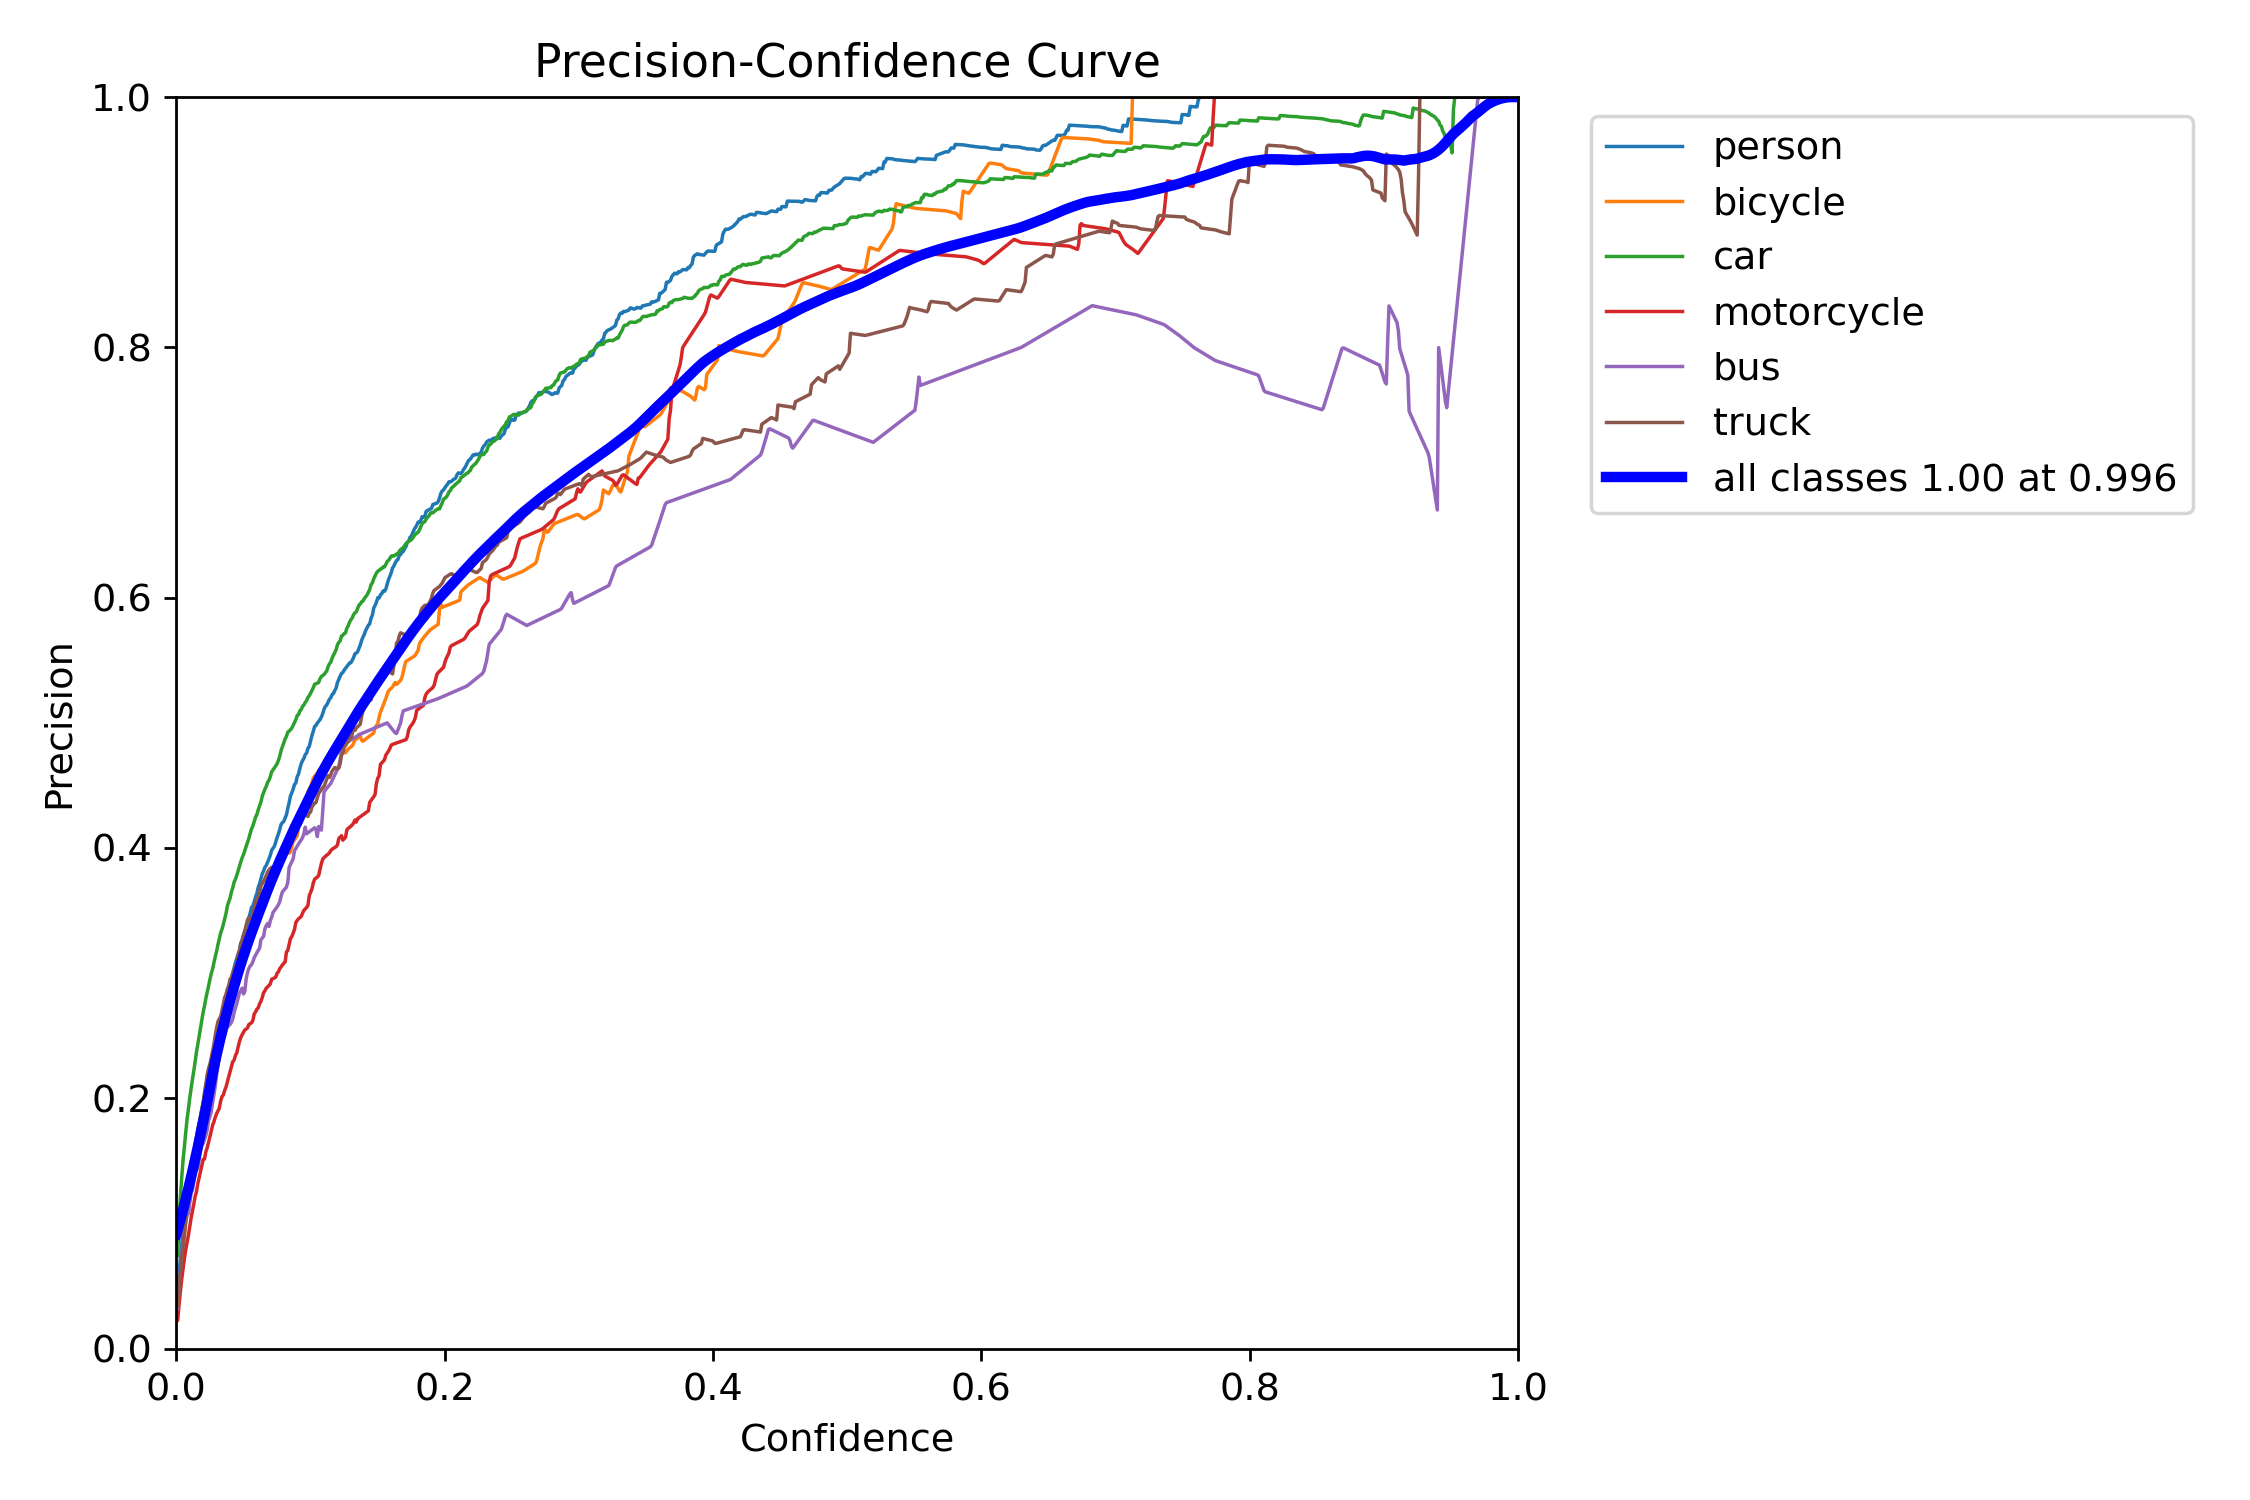 Precision-Confidence Curve
1.0
0.8
0.6
0.4
0.2
0.0
Precision
0.0 0.2 0.4 0.6 0.8 1.0
Confidence
person
bicycle
car
motorcycle
bus
truck
all classes 1.00 at 0.996